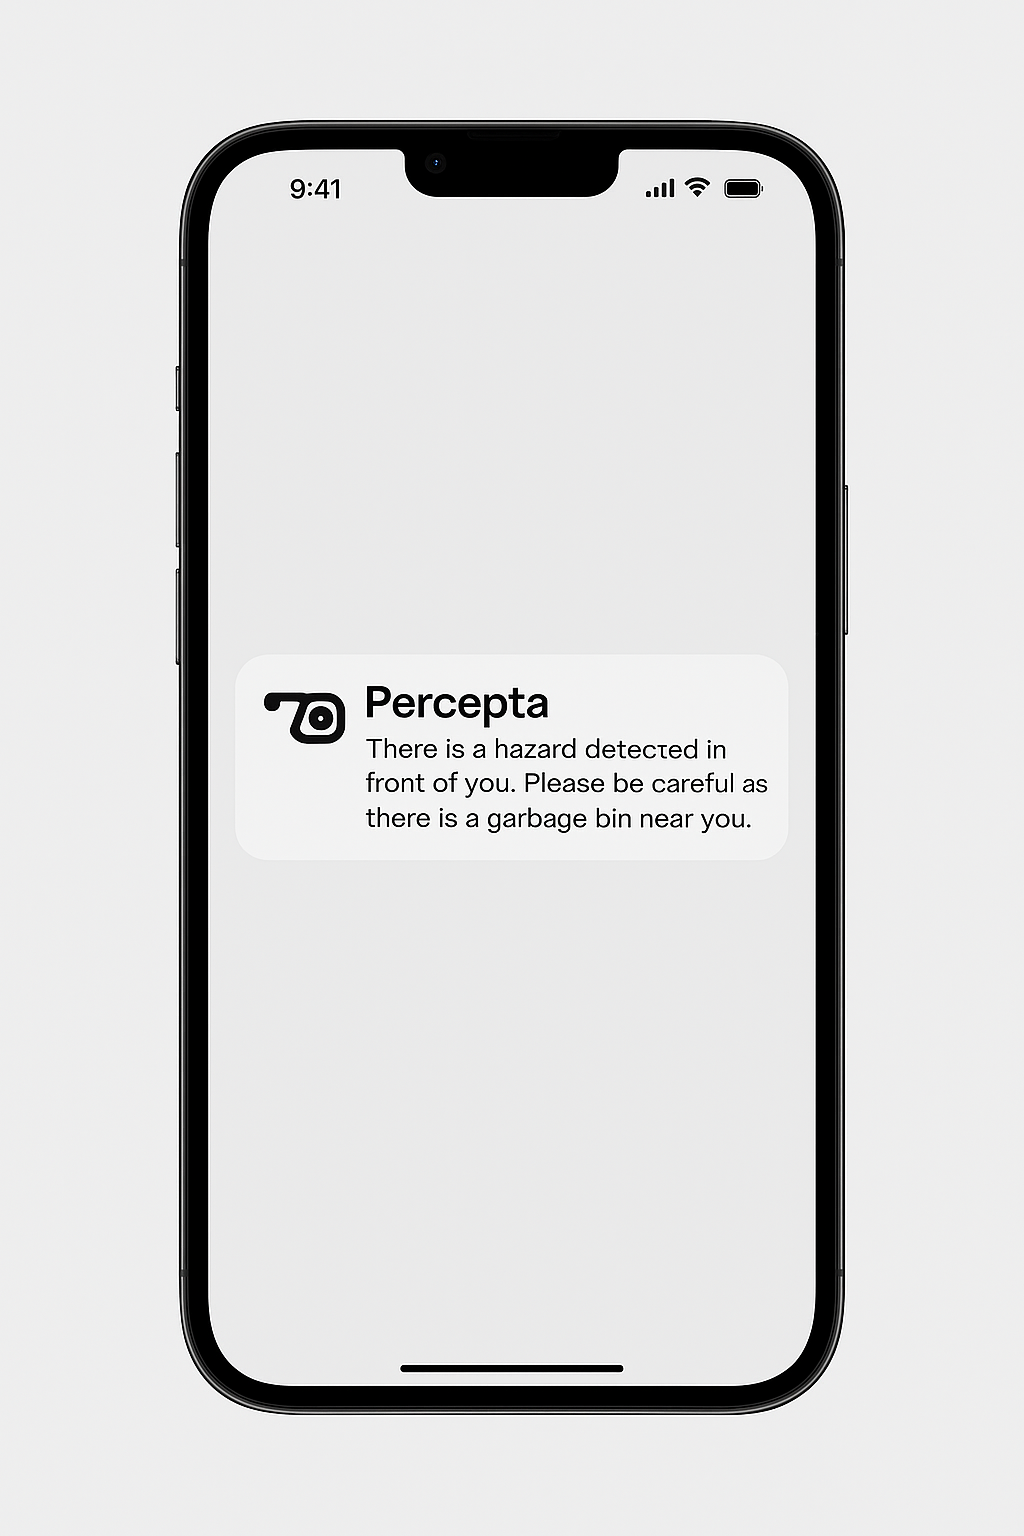 9:41
Percepta
There is a hazard detected in
front of you. Please be careful as
there is a garbage bin near you.